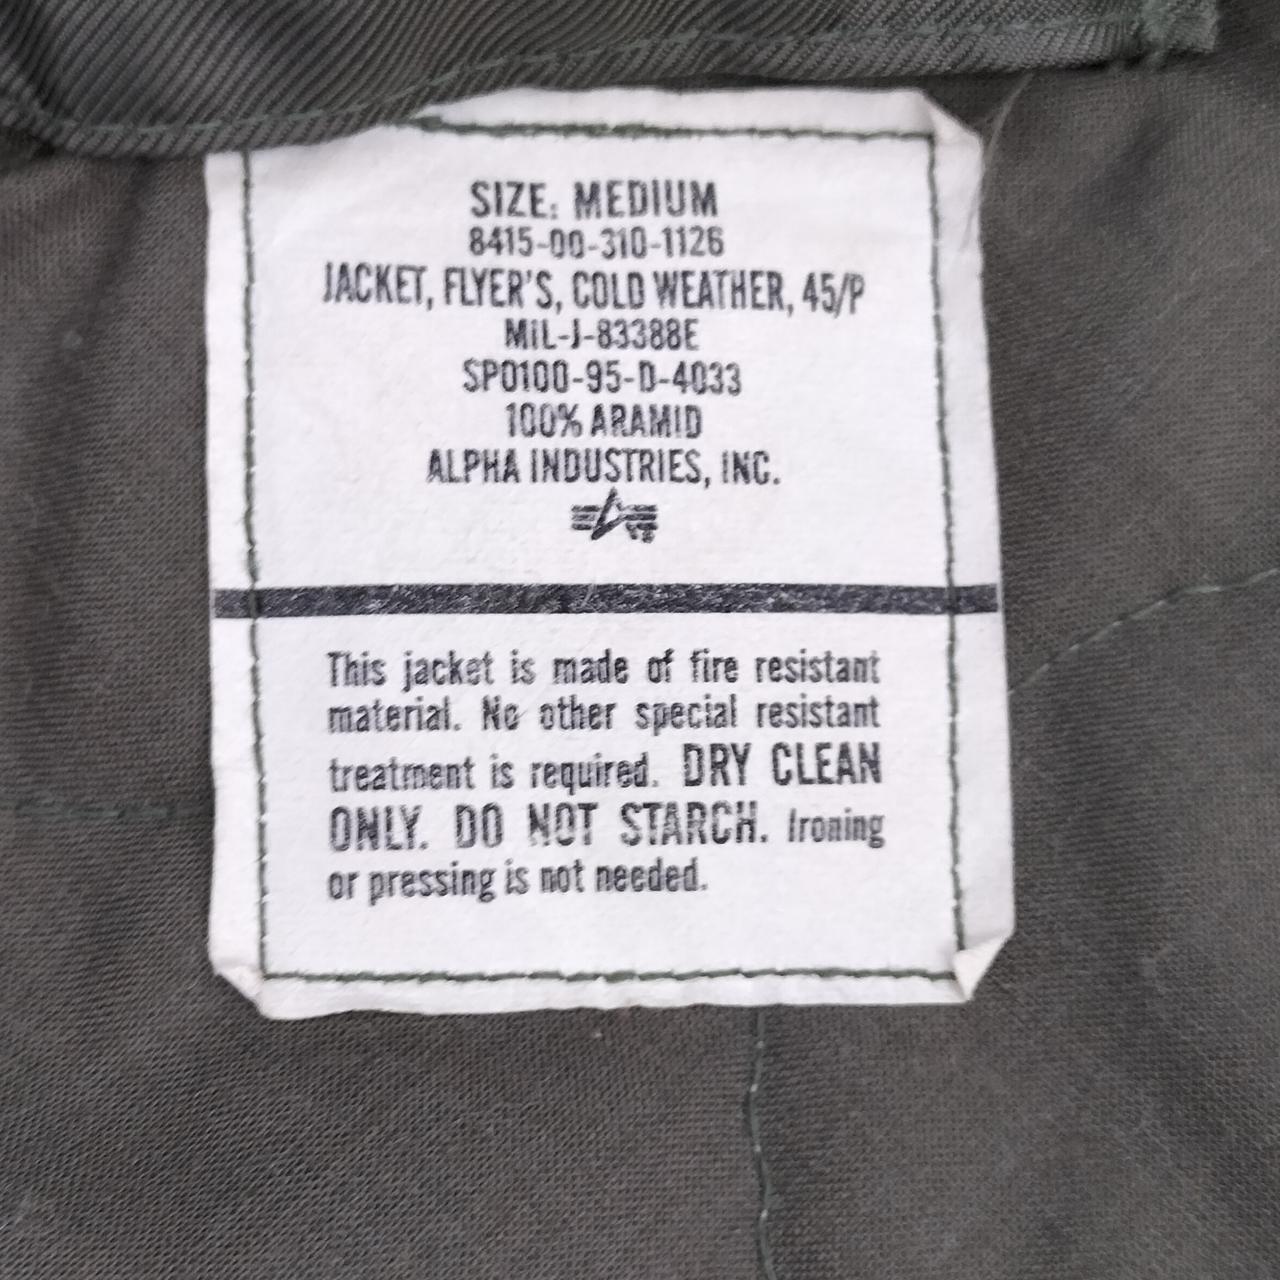 SIZE: MEDIUM
8415-00-310-1126
JACKET, FLYER'S, COLD WEATHER, 45/P
MIL-J-83388E
SPO100-95-D-4033
100% ARAMID
ALPHA INDUSTRIES, INC.
This jacket is made of fire resistant
material. No other special resistant
treatment is required. DRY CLEAN
ONLY. DO NOT STARCH. Ironing
or pressing is not needed.